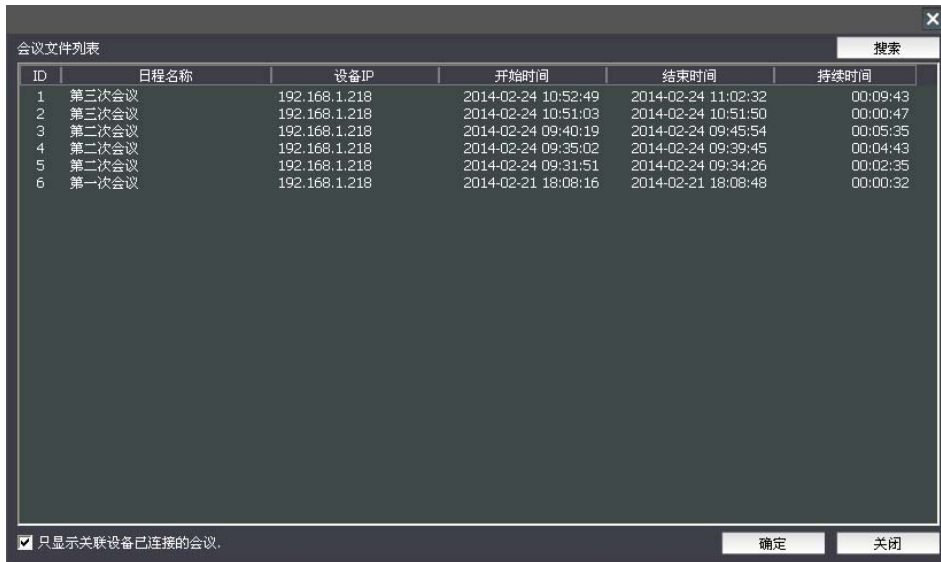 会议文件列表 搜索
ID 日程名称 设备IP 开始时间 结束时间 持续时间
1 第三次会议 192.168.1.218 2014-02-24 10:52:49 2014-02-24 11:02:32 00:09:43
2 第三次会议 192.168.1.218 2014-02-24 10:51:03 2014-02-24 10:51:50 00:00:47
3 第二次会议 192.168.1.218 2014-02-24 09:40:19 2014-02-24 09:45:54 00:05:35
4 第二次会议 192.168.1.218 2014-02-24 09:35:02 2014-02-24 09:39:45 00:04:43
5 第二次会议 192.168.1.218 2014-02-24 09:31:51 2014-02-24 09:34:26 00:02:35
6 第一次会议 192.168.1.218 2014-02-21 18:08:16 2014-02-21 18:08:48 00:00:32
只显示关联设备已连接的会议. 确定 关闭